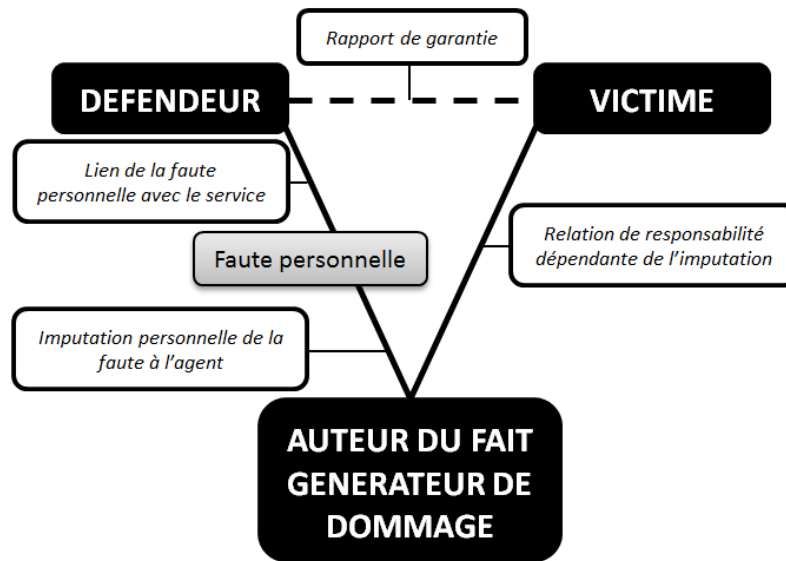 Rapport de garantie
DEFENDEUR
VICTIME
Lien de la faute
personnelle avec le service
Relation de responsabilité
dépendante de l'imputation
Faute personnelle
Imputation personnelle de la
faute à l'agent
AUTEUR DU FAIT
GENERATEUR DE
DOMMAGE